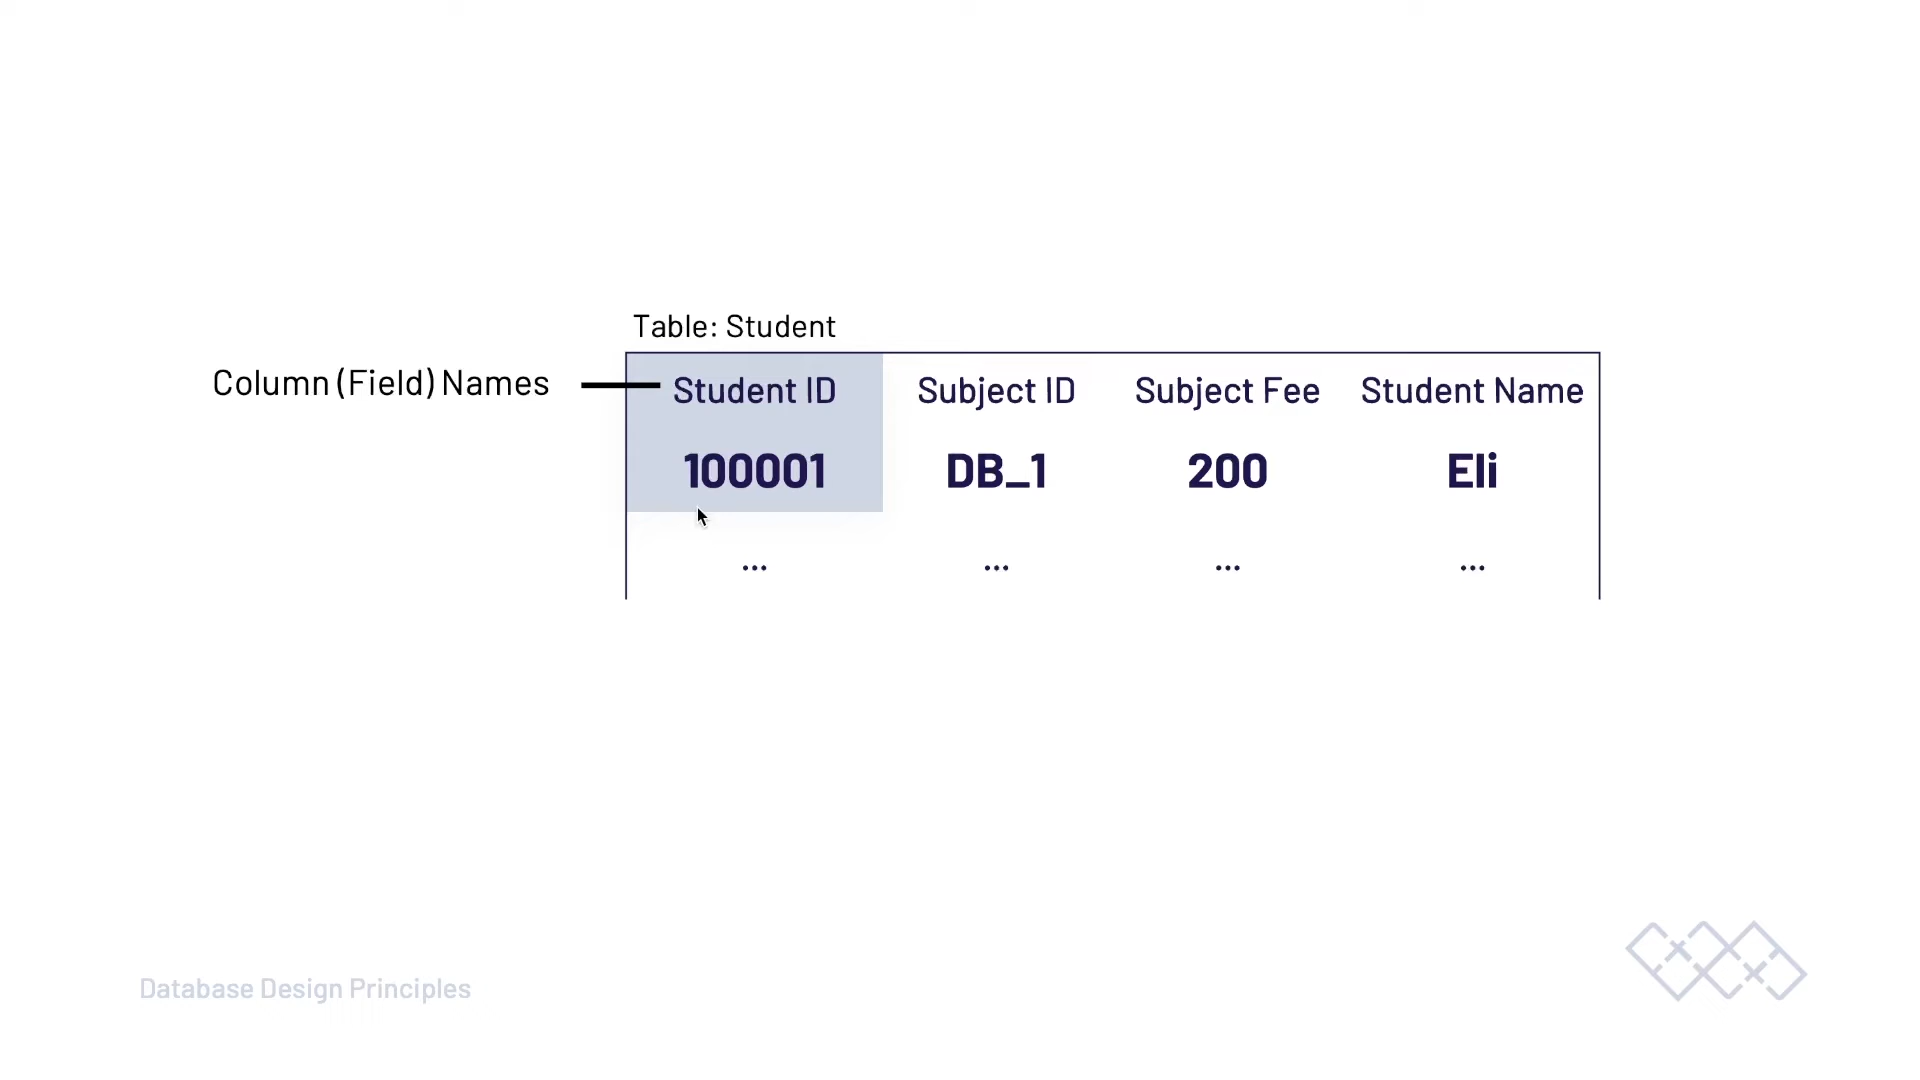 Table: Student
Column (Field) Names
Student ID Subject ID Subject Fee Student Name
100001 DB_1 200 Eli
... ... ... ...
Database Design Principles